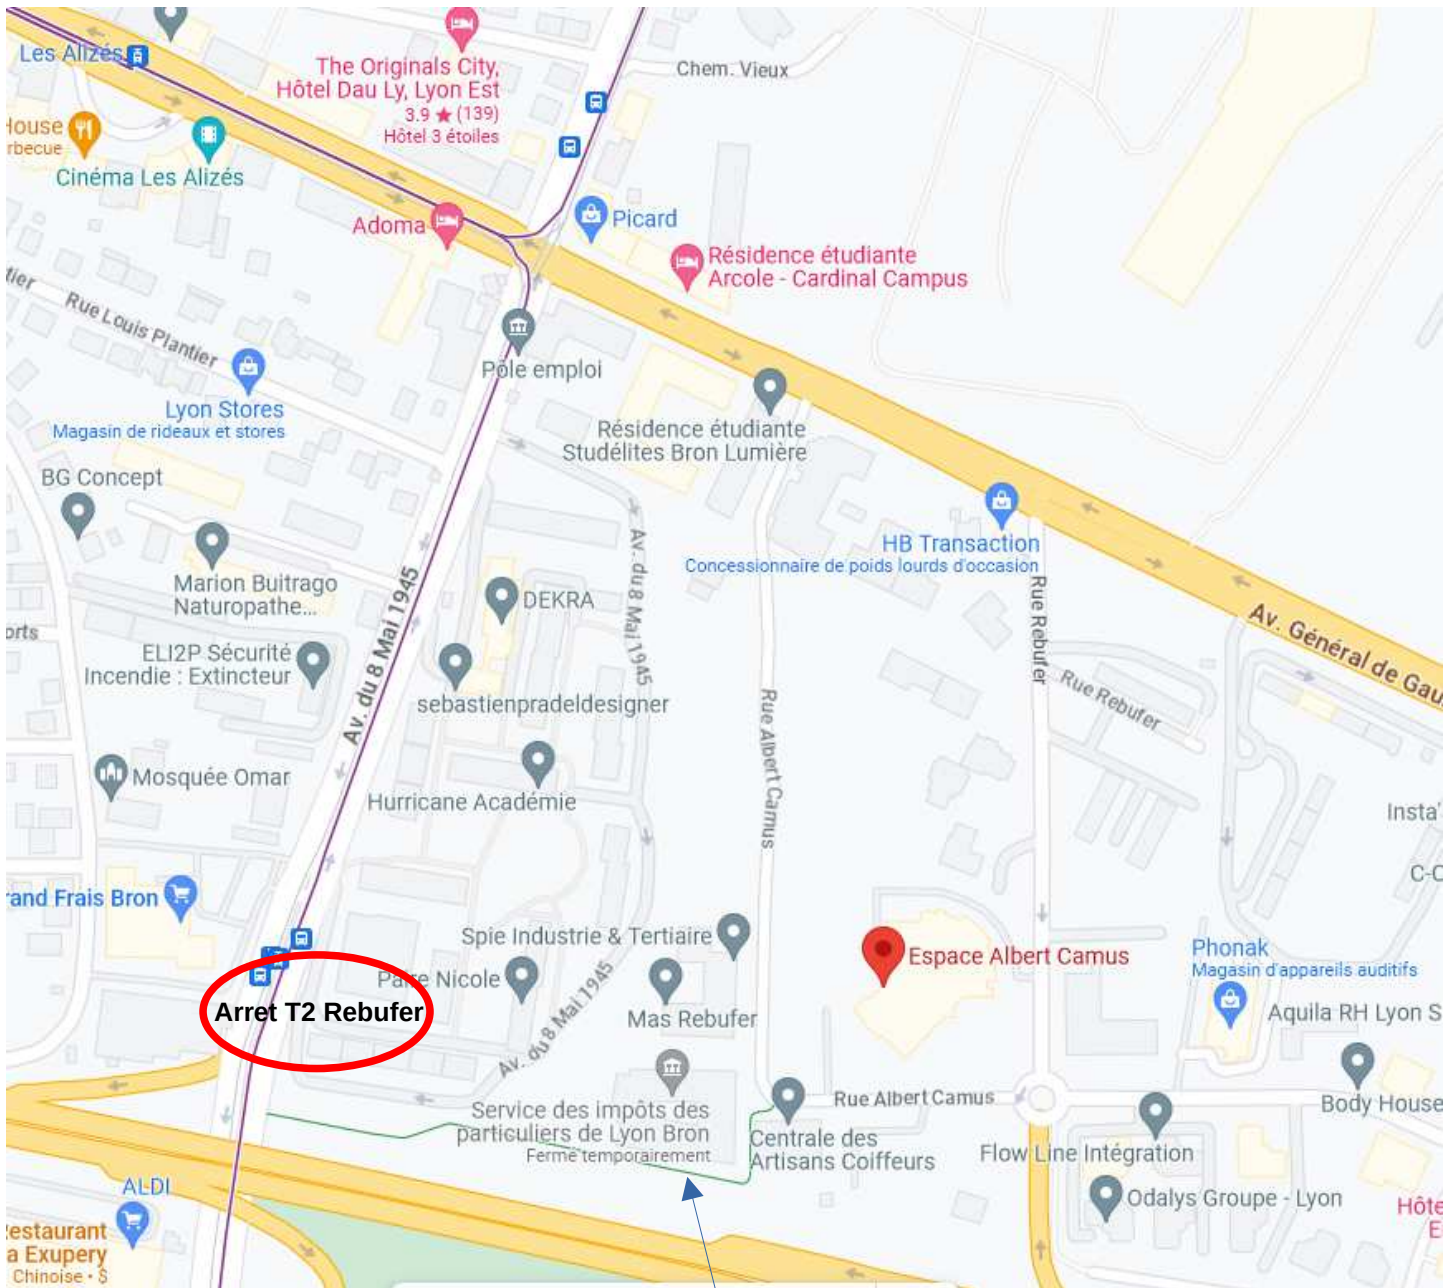 Les Alizés
The Originals City,
Hôtel Dau Ly, Lyon Est
3.9 ★ (139)
Hôtel 3 étoiles
Chem. Vieux
House
rbecue
Cinéma Les Alizés
Adoma
Picard
Résidence étudiante
Arcole - Cardinal Campus
tier
Rue Louis Plantier
Pôle emploi
Lyon Stores
Magasin de rideaux et stores
Résidence étudiante
Studélites Bron Lumière
BG Concept
HB Transaction
Concessionnaire de poids lourds d'occasion
Av. du 8 Mai 1945
Marion Buitrago
Naturopathe...
DEKRA
Av. du 8 Mai 1945
Rue Rebufer
Av. Général de Gau
orts
ELI2P Sécurité
Incendie : Extincteur
sebastienpradeldesigner
Rue Albert Camus
Rue Rebufer
Mosquée Omar
Hurricane Académie
Insta'
C-C
rand Frais Bron
Spie Industrie & Tertiaire
Espace Albert Camus
Phonak
Magasin d'appareils auditifs
Paire Nicole
Arret T2 Rebufer
Mas Rebufer
Aquila RH Lyon S
Av. du 8 Mai 1945
Service des impôts des
particuliers de Lyon Bron
Fermé temporairement
Rue Albert Camus
Centrale des
Artisans Coiffeurs
Body House
Flow Line Intégration
ALDI
Odalys Groupe - Lyon
Hôte
E
Restaurant
a Exupery
Chinoise • $